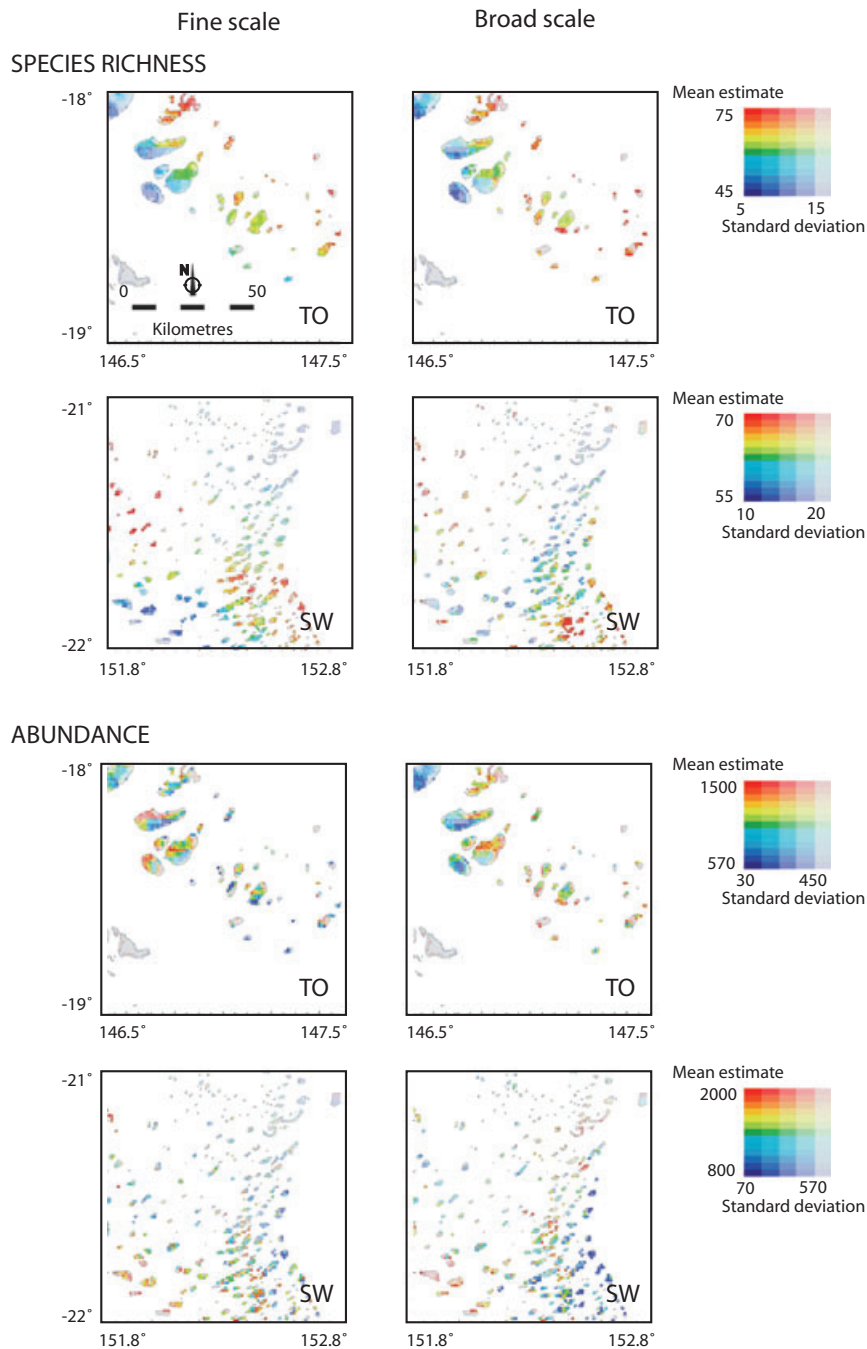 Fine scale
Broad scale
SPECIES RICHNESS
-18˚
-19˚
N
0 50
Kilometres
TO
TO
146.5˚ 147.5˚
146.5˚ 147.5˚
Mean estimate
75
45
5 15
Standard deviation
-21˚
-22˚
SW
SW
151.8˚ 152.8˚
151.8˚ 152.8˚
Mean estimate
70
55
10 20
Standard deviation
ABUNDANCE
-18˚
-19˚
TO
TO
146.5˚ 147.5˚
146.5˚ 147.5˚
Mean estimate
1500
570
30 450
Standard deviation
-21˚
-22˚
SW
SW
151.8˚ 152.8˚
151.8˚ 152.8˚
Mean estimate
2000
800
70 570
Standard deviation